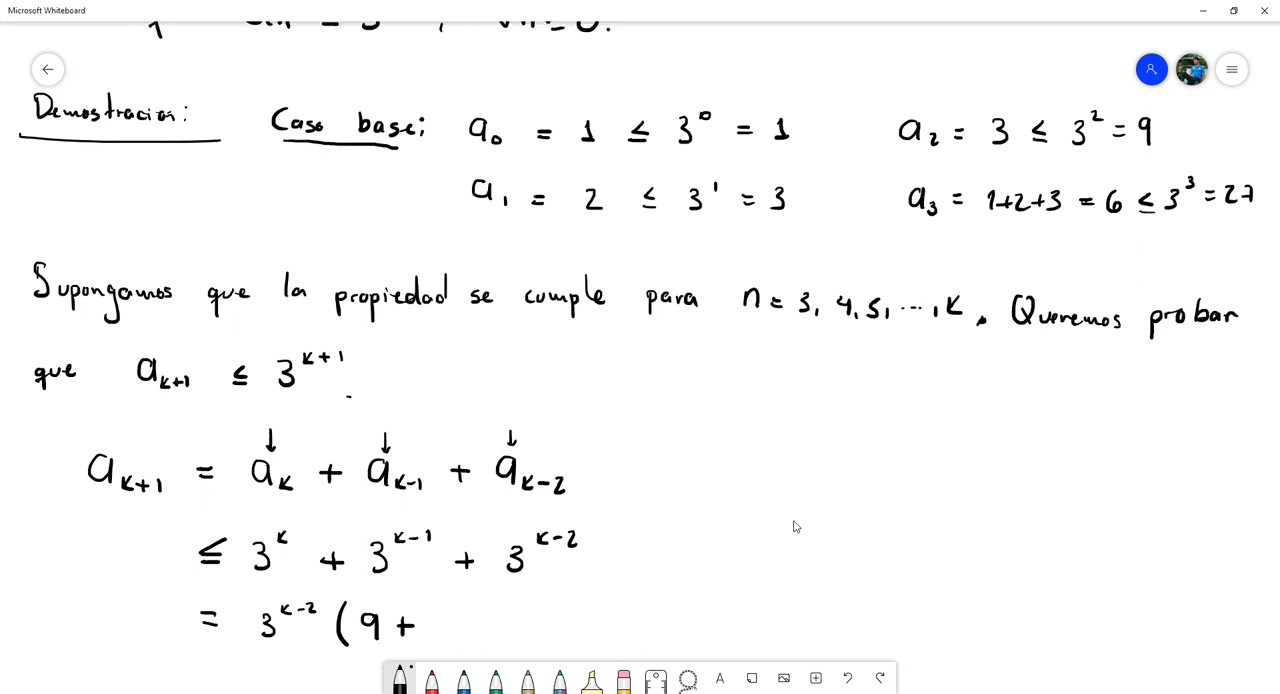 Microsoft Whiteboard
Demostración: Caso base: a₀ = 1 ≤ 3⁰ = 1 a₂ = 3 ≤ 3² = 9
a₁ = 2 ≤ 3¹ = 3 a₃ = 1+2+3 = 6 ≤ 3³ = 27
Supongamos que la propiedad se cumple para n = 3, 4, 5, ..., k. Queremos probar
que aₖ₊₁ ≤ 3ᵏ⁺¹.
aₖ₊₁ = aₖ + aₖ₋₁ + aₖ₋₂
≤ 3ᵏ + 3ᵏ⁻¹ + 3ᵏ⁻²
= 3ᵏ⁻² (9 +